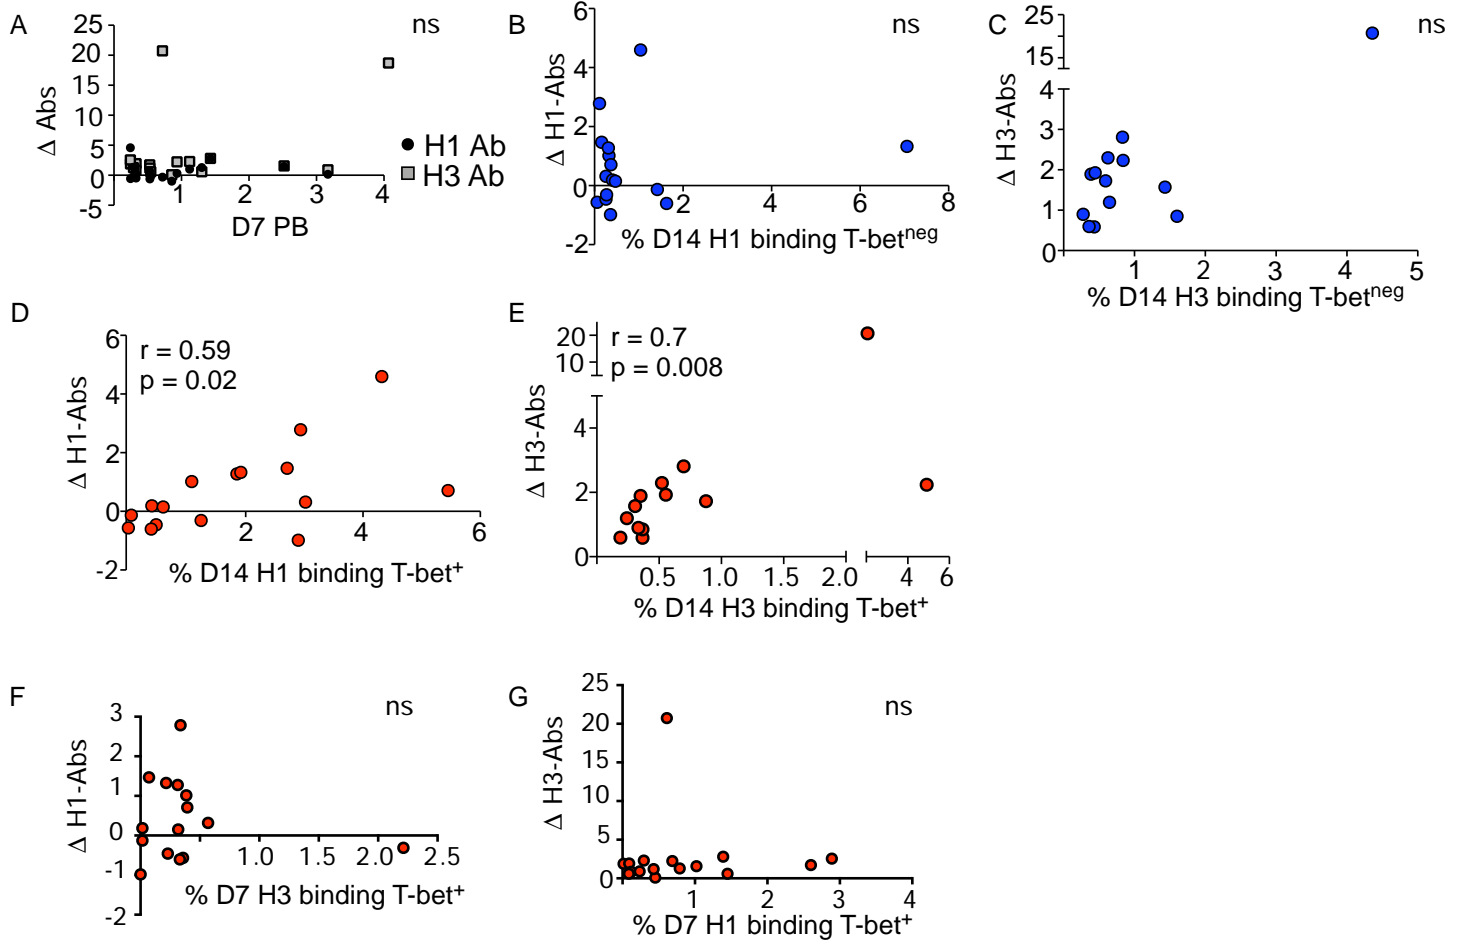 A
ns
25
20
15
10
5
0
-5
Δ Abs
1
2
3
4
D7 PB
H1 Ab
H3 Ab
B
ns
6
4
2
0
-2
Δ H1-Abs
2
4
6
8
% D14 H1 binding T-betneg
C
ns
25
15
4
3
2
1
0
Δ H3-Abs
1
2
3
4
5
% D14 H3 binding T-betneg
D
r = 0.59
p = 0.02
6
4
2
0
-2
Δ H1-Abs
2
4
6
% D14 H1 binding T-bet+
E
r = 0.7
p = 0.008
20
10
4
2
0
Δ H3-Abs
0.5
1.0
1.5
2.0
4
6
% D14 H3 binding T-bet+
F
ns
3
2
1
0
-1
-2
Δ H1-Abs
1.0
1.5
2.0
2.5
% D7 H3 binding T-bet+
G
ns
25
20
15
10
5
0
Δ H3-Abs
1
2
3
4
% D7 H1 binding T-bet+